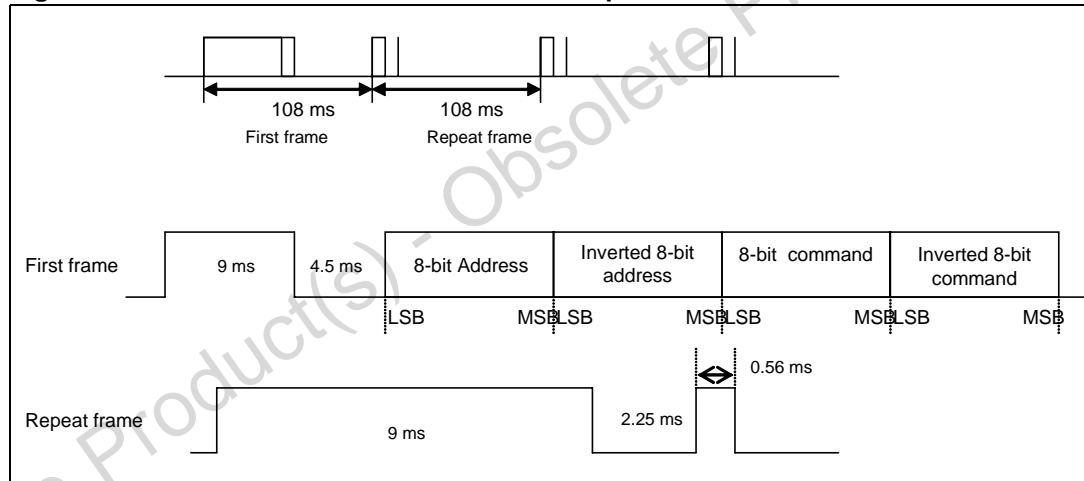 108 ms 108 ms
First frame Repeat frame
First frame 9 ms 4.5 ms 8-bit Address Inverted 8-bit address 8-bit command Inverted 8-bit command
LSB MSB LSB MSB LSB MSB LSB MSB
0.56 ms
Repeat frame 9 ms 2.25 ms
Product(s) - Obsolete